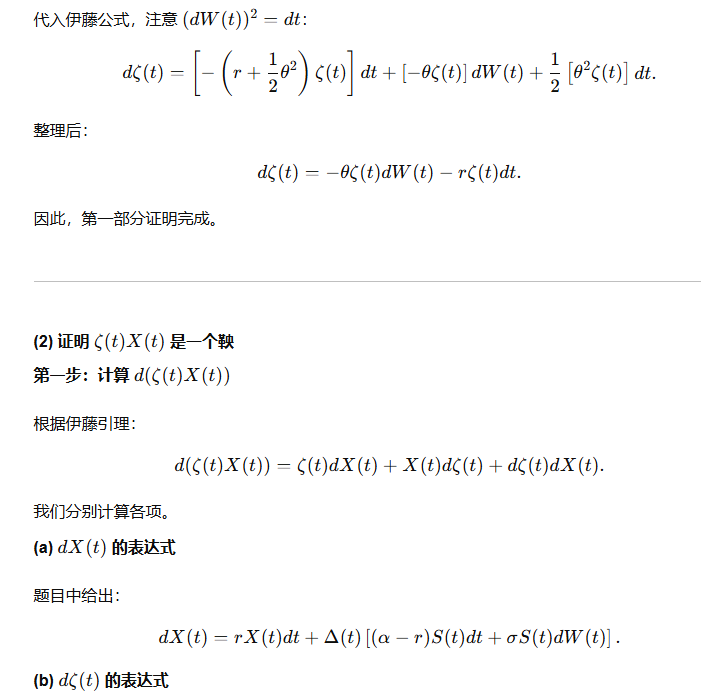 代入伊藤公式，注意 $(dW(t))^2 = dt$：
$$d\zeta(t) = \left[-\left(r + \frac{1}{2}\theta^2\right)\zeta(t)\right]dt + [-\theta\zeta(t)]\,dW(t) + \frac{1}{2}\left[\theta^2\zeta(t)\right]dt.$$
整理后：
$$d\zeta(t) = -\theta\zeta(t)dW(t) - r\zeta(t)dt.$$
因此，第一部分证明完成。
(2) 证明 $\zeta(t)X(t)$ 是一个鞅
第一步：计算 $d(\zeta(t)X(t))$
根据伊藤引理：
$$d(\zeta(t)X(t)) = \zeta(t)dX(t) + X(t)d\zeta(t) + d\zeta(t)dX(t).$$
我们分别计算各项。
(a) $dX(t)$ 的表达式
题目中给出：
$$dX(t) = rX(t)dt + \Delta(t)\left[(\alpha - r)S(t)dt + \sigma S(t)dW(t)\right].$$
(b) $d\zeta(t)$ 的表达式